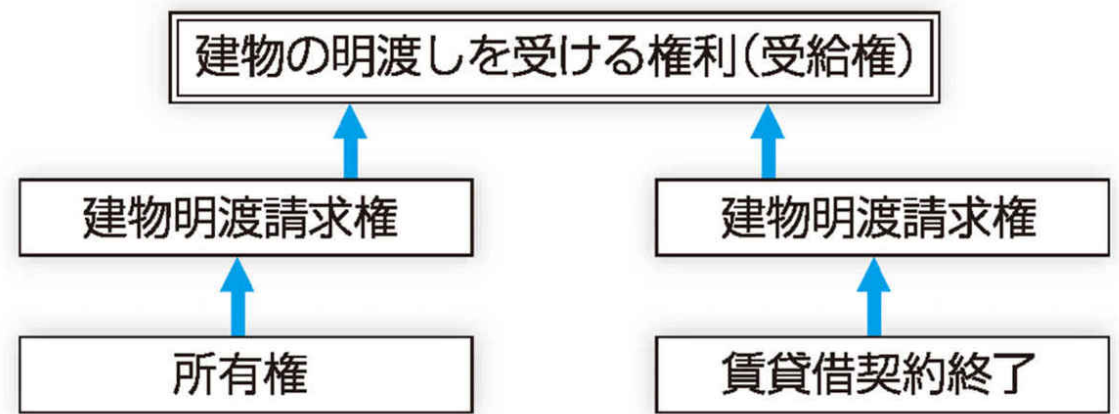 建物の明渡しを受ける権利(受給権)
建物明渡請求権
建物明渡請求権
所有権
賃貸借契約終了